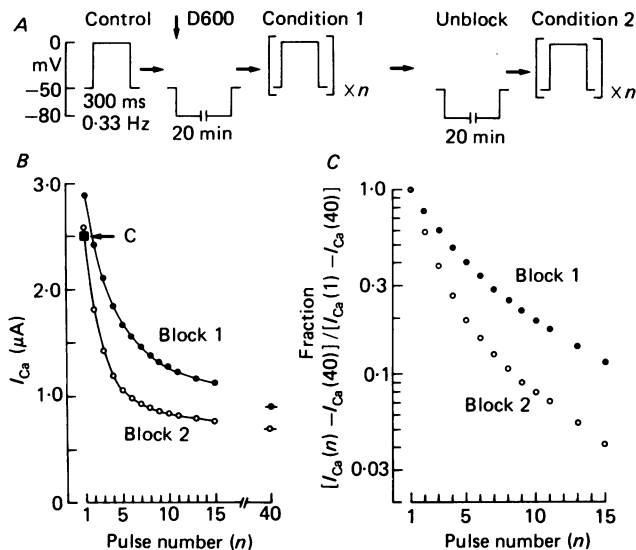 A
Control
D600
Condition 1
Unblock
Condition 2
0
mV
−50
−80
300 ms
0·33 Hz
20 min
×n
20 min
×n
B
3·0
2·0
1·0
0
I_Ca (μA)
C
Block 1
Block 2
1 5 10 15 40
Pulse number (n)
C
1·0
0·3
0·1
0·03
Fraction
[I_Ca(n) − I_Ca(40)]/[I_Ca(1) − I_Ca(40)]
Block 1
Block 2
1 5 10 15
Pulse number (n)